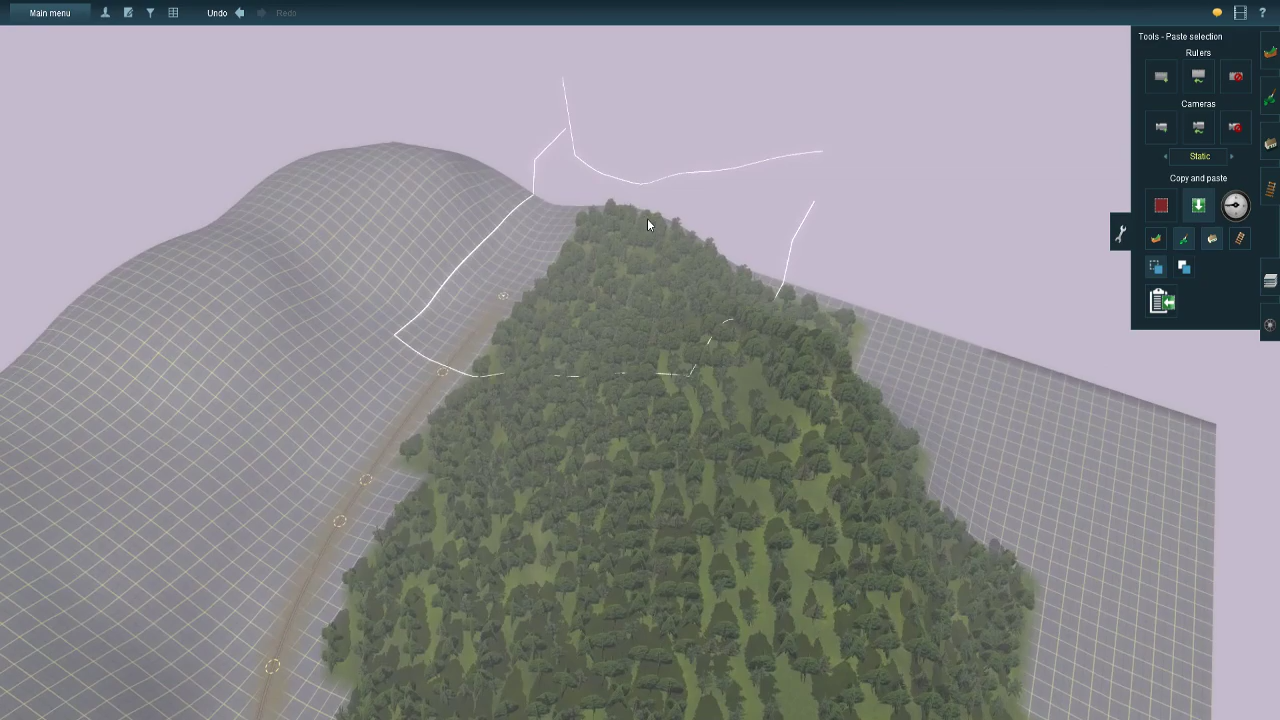 Main menu
Undo
Redo
?
Tools - Paste selection
Rulers
Cameras
Static
Copy and paste